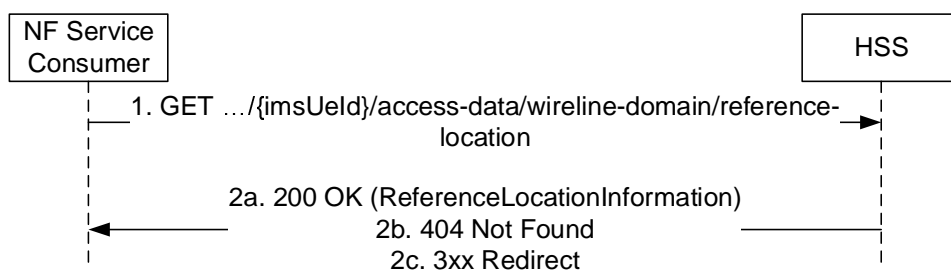 NF Service
Consumer
HSS
1. GET …/{imsUeId}/access-data/wireline-domain/reference-
location
2a. 200 OK (ReferenceLocationInformation)
2b. 404 Not Found
2c. 3xx Redirect